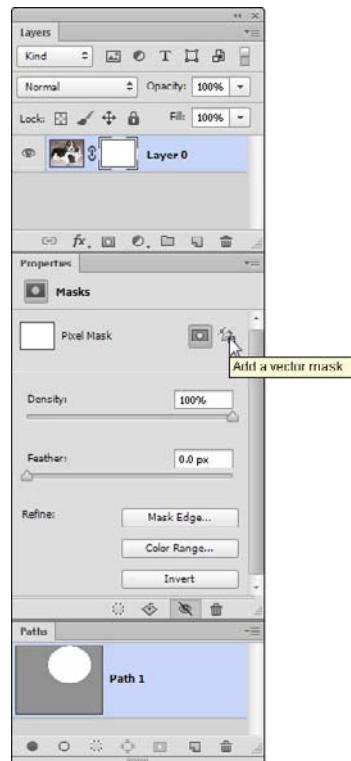 Layers
Kind
Normal Opacity: 100%
Lock: Fill: 100%
Layer 0
fx
Properties
Masks
Pixel Mask
Add a vector mask
Density: 100%
Feather: 0.0 px
Refine: Mask Edge...
Color Range...
Invert
Paths
Path 1